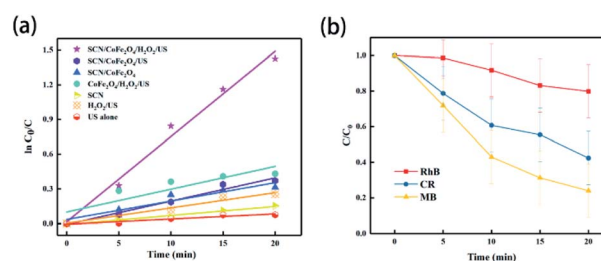 (a)
ln C₀/C
1.5
1.2
0.9
0.6
0.3
0.0
SCN/CoFe₂O₄/H₂O₂/US
SCN/CoFe₂O₄/US
SCN/CoFe₂O₄
CoFe₂O₄/H₂O₂/US
SCN
H₂O₂/US
US alone
0 5 10 15 20
Time (min)
(b)
C/C₀
1.0
0.8
0.6
0.4
0.2
0.0
RhB
CR
MB
0 5 10 15 20
Time (min)